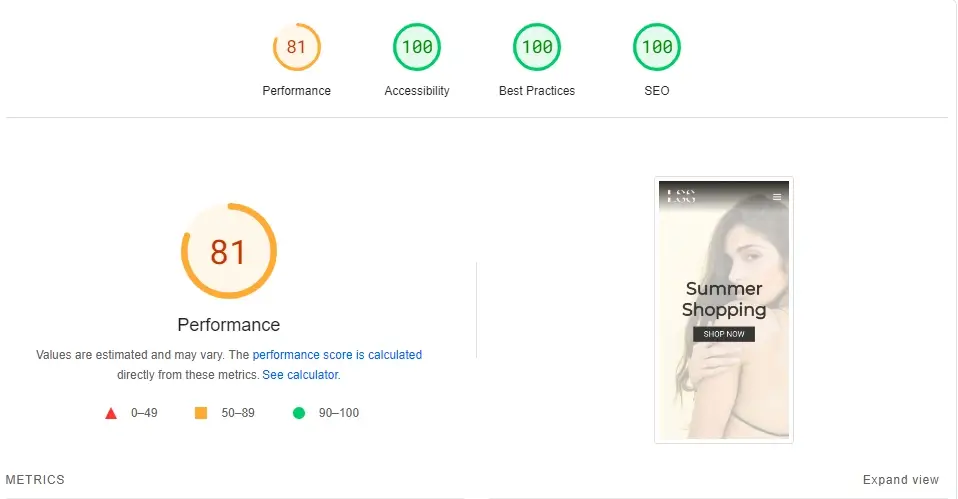 81
100
100
100
Performance
Accessibility
Best Practices
SEO
81
Performance
Values are estimated and may vary. The performance score is calculated
directly from these metrics. See calculator.
0–49
50–89
90–100
Summer
Shopping
SHOP NOW
METRICS
Expand view